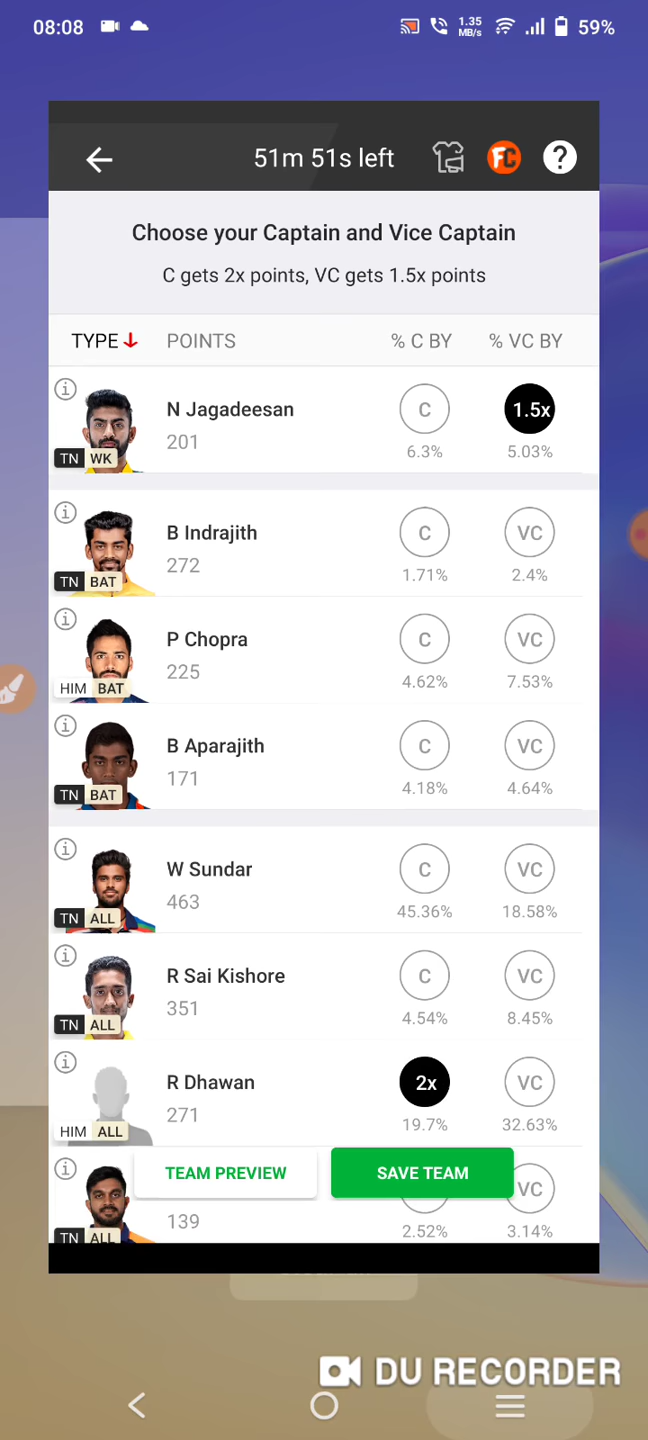 08:08 1.35 MB/s 59%
51m 51s left FC ?
Choose your Captain and Vice Captain
C gets 2x points, VC gets 1.5x points
TYPE POINTS % C BY % VC BY
N Jagadeesan C 1.5x
201 6.3% 5.03%
TN WK
B Indrajith C VC
272 1.71% 2.4%
TN BAT
P Chopra C VC
225 4.62% 7.53%
HIM BAT
B Aparajith C VC
171 4.18% 4.64%
TN BAT
W Sundar C VC
463 45.36% 18.58%
TN ALL
R Sai Kishore C VC
351 4.54% 8.45%
TN ALL
R Dhawan 2x VC
271 19.7% 32.63%
HIM ALL
TEAM PREVIEW SAVE TEAM VC
139 2.52% 3.14%
TN ALL
DU RECORDER